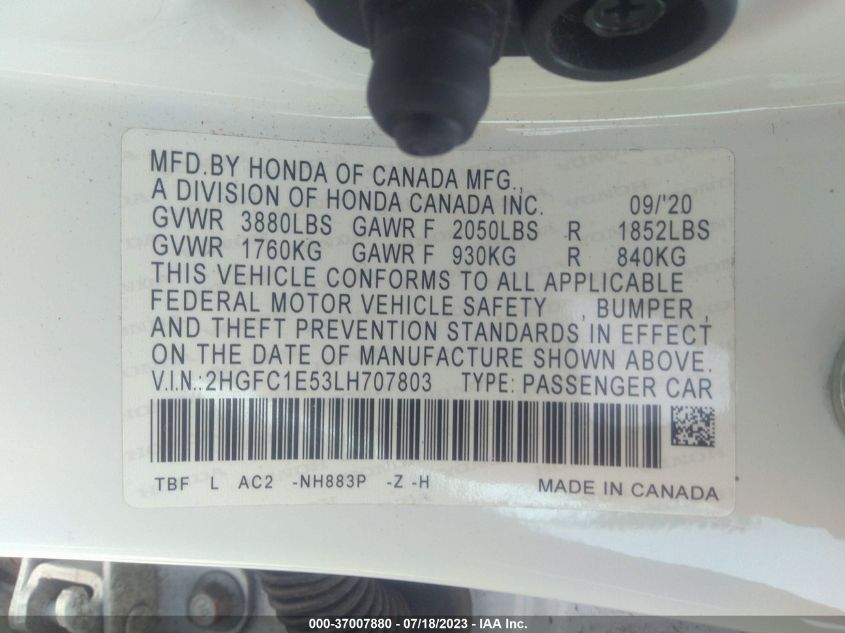 MFD.BY HONDA OF CANADA MFG.,
A DIVISION OF HONDA CANADA INC. 09/'20
GVWR 3880LBS GAWR F 2050LBS R 1852LBS
GVWR 1760KG GAWR F 930KG R 840KG
THIS VEHICLE CONFORMS TO ALL APPLICABLE
FEDERAL MOTOR VEHICLE SAFETY , BUMPER ,
AND THEFT PREVENTION STANDARDS IN EFFECT
ON THE DATE OF MANUFACTURE SHOWN ABOVE.
V.I.N.:2HGFC1E53LH707803 TYPE: PASSENGER CAR
TBF L AC2 -NH883P -Z -H MADE IN CANADA
000-37007880 / 07/18/2023 - IAA Inc.